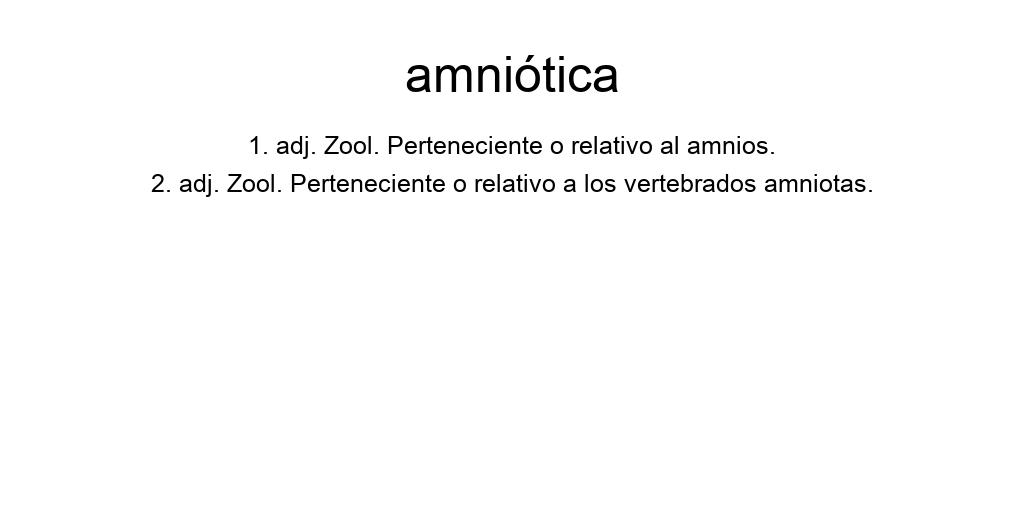 amniótica
1. adj. Zool. Perteneciente o relativo al amnios.
2. adj. Zool. Perteneciente o relativo a los vertebrados amniotas.